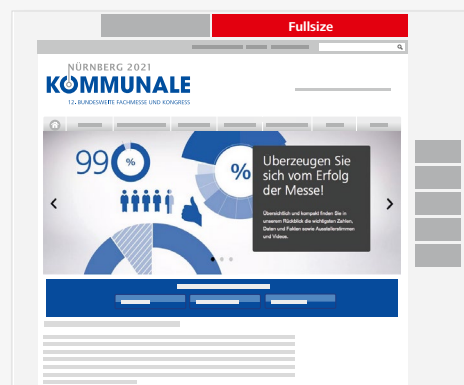 Fullsize
NÜRNBERG 2021
KOMMUNALE
12. BUNDESWEITE FACHMESSE UND KONGRESS
99 %
%
Überzeugen Sie
sich vom Erfolg
der Messe!
Übersichtlich und kompakt finden Sie in
unserem Rückblick die wichtigsten Zahlen,
Daten und Fakten sowie Ausstellerstimmen
und Videos.